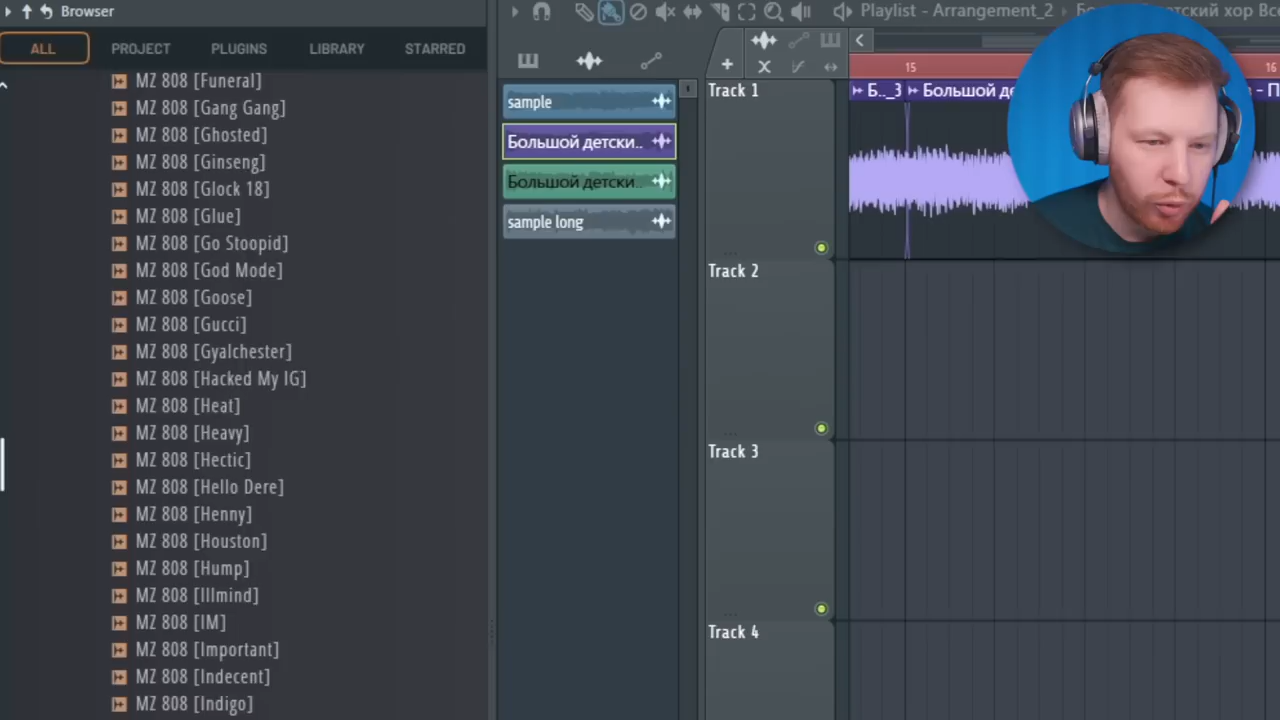 Browser
Playlist - Arrangement_2
ALL PROJECT PLUGINS LIBRARY STARRED
MZ 808 [Funeral]
MZ 808 [Gang Gang]
MZ 808 [Ghosted]
MZ 808 [Ginseng]
MZ 808 [Glock 18]
MZ 808 [Glue]
MZ 808 [Go Stoopid]
MZ 808 [God Mode]
MZ 808 [Goose]
MZ 808 [Gucci]
MZ 808 [Gyalchester]
MZ 808 [Hacked My IG]
MZ 808 [Heat]
MZ 808 [Heavy]
MZ 808 [Hectic]
MZ 808 [Hello Dere]
MZ 808 [Henny]
MZ 808 [Houston]
MZ 808 [Hump]
MZ 808 [Illmind]
MZ 808 [IM]
MZ 808 [Important]
MZ 808 [Indecent]
MZ 808 [Indigo]
sample
Большой детски..
Большой детски..
sample long
15 16
Track 1
Б.._3
Track 2
Track 3
Track 4